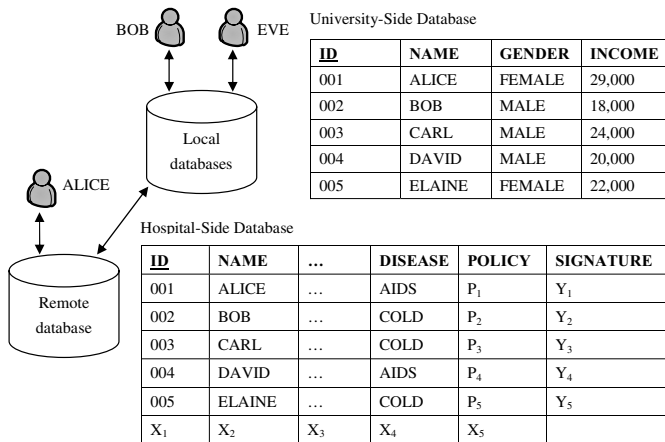 BOB
EVE
Local
databases
ALICE
Remote
database
University-Side Database
ID NAME GENDER INCOME
001 ALICE FEMALE 29,000
002 BOB MALE 18,000
003 CARL MALE 24,000
004 DAVID MALE 20,000
005 ELAINE FEMALE 22,000
Hospital-Side Database
ID NAME … DISEASE POLICY SIGNATURE
001 ALICE … AIDS P₁ Y₁
002 BOB … COLD P₂ Y₂
003 CARL … COLD P₃ Y₃
004 DAVID … AIDS P₄ Y₄
005 ELAINE … COLD P₅ Y₅
X₁ X₂ X₃ X₄ X₅